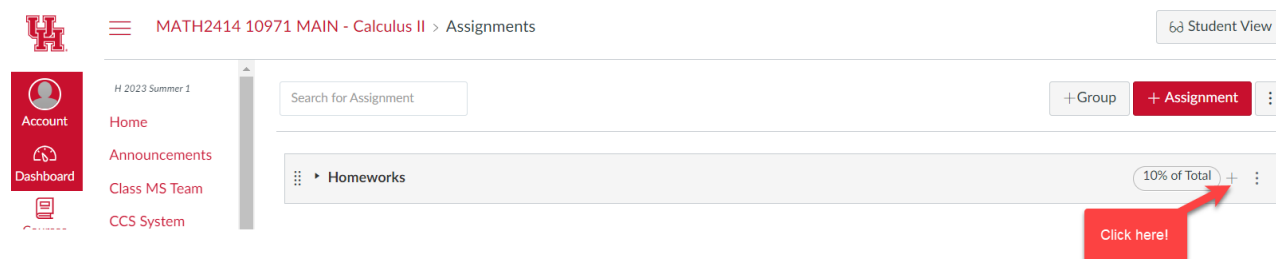 UH
MATH2414 10971 MAIN - Calculus II > Assignments
Student View
H 2023 Summer 1
Search for Assignment
+Group
+ Assignment
Account
Home
Announcements
Dashboard
Class MS Team
Homeworks
10% of Total
CCS System
Click here!